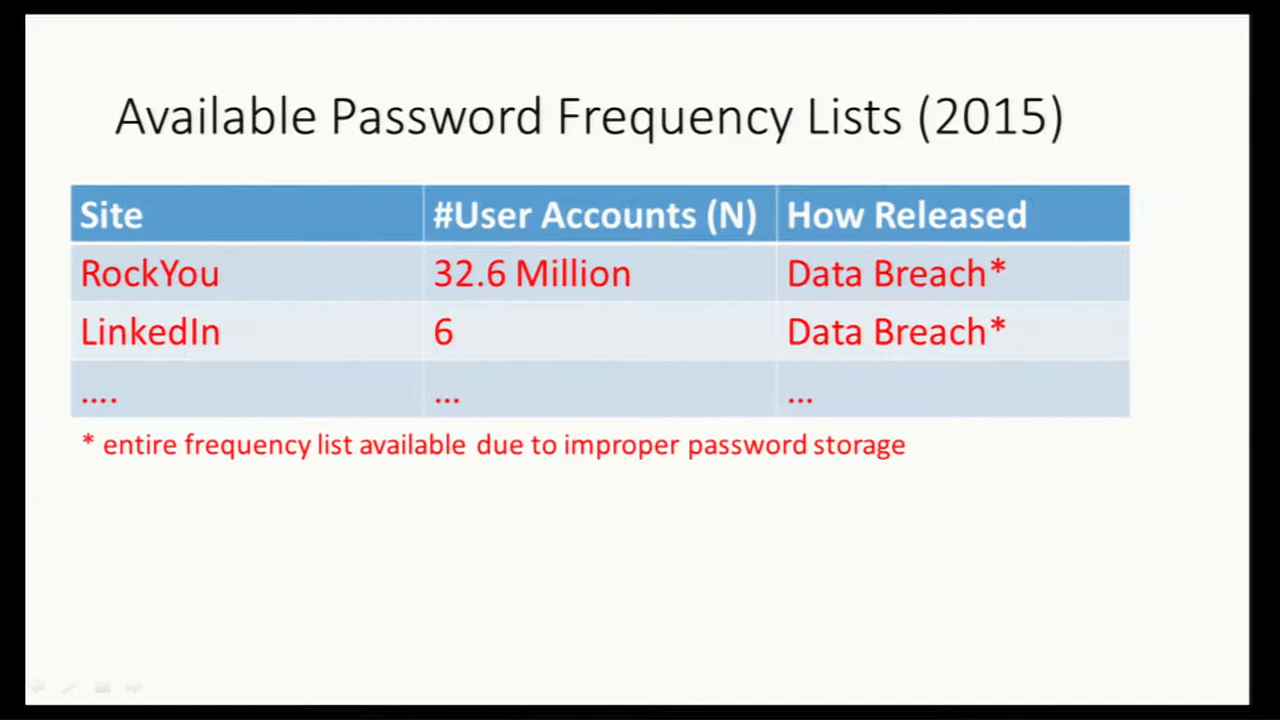 Available Password Frequency Lists (2015)
Site #User Accounts (N) How Released
RockYou 32.6 Million Data Breach*
LinkedIn 6 Data Breach*
.... ... ...
* entire frequency list available due to improper password storage